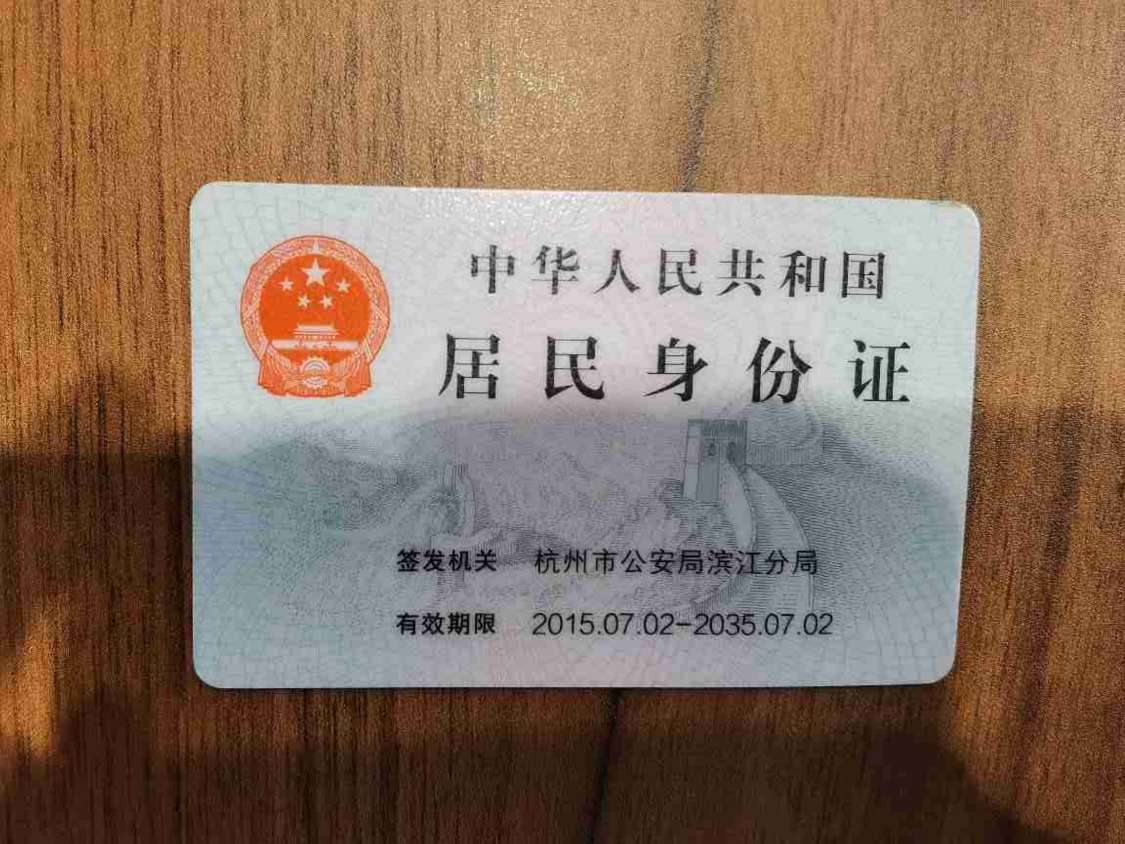 中华人民共和国
居民身份证
签发机关 杭州市公安局滨江分局
有效期限 2015.07.02-2035.07.02